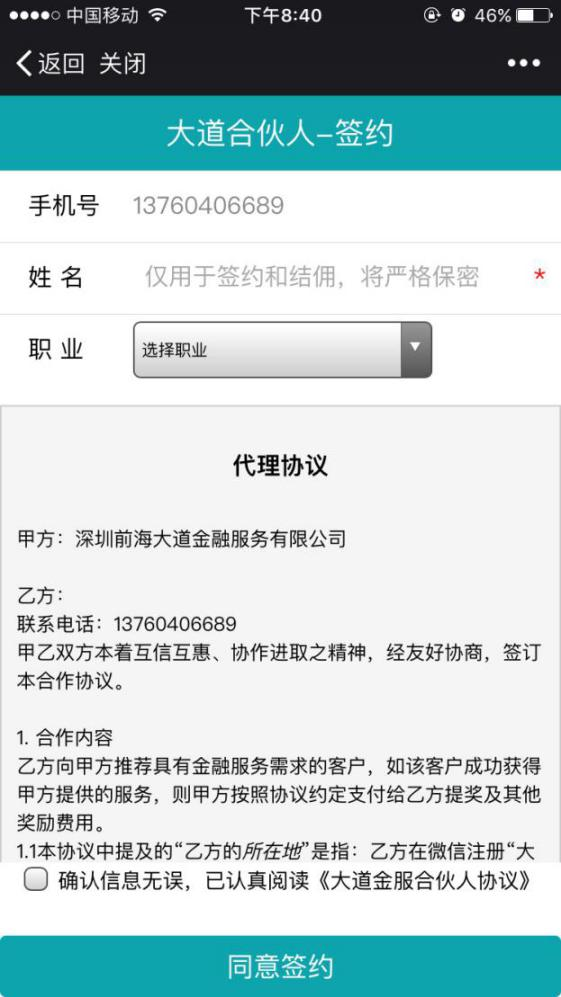 中国移动 下午8:40 46%
返回 关闭
大道合伙人-签约
手机号 13760406689
姓 名 仅用于签约和结佣，将严格保密 *
职 业 选择职业
代理协议
甲方：深圳前海大道金融服务有限公司
乙方：
联系电话：13760406689
甲乙双方本着互信互惠、协作进取之精神，经友好协商，签订
本合作协议。
1. 合作内容
乙方向甲方推荐具有金融服务需求的客户，如该客户成功获得
甲方提供的服务，则甲方按照协议约定支付给乙方提奖及其他
奖励费用。
1.1本协议中提及的“乙方的所在地”是指：乙方在微信注册“大
确认信息无误，已认真阅读《大道金服合伙人协议》
同意签约